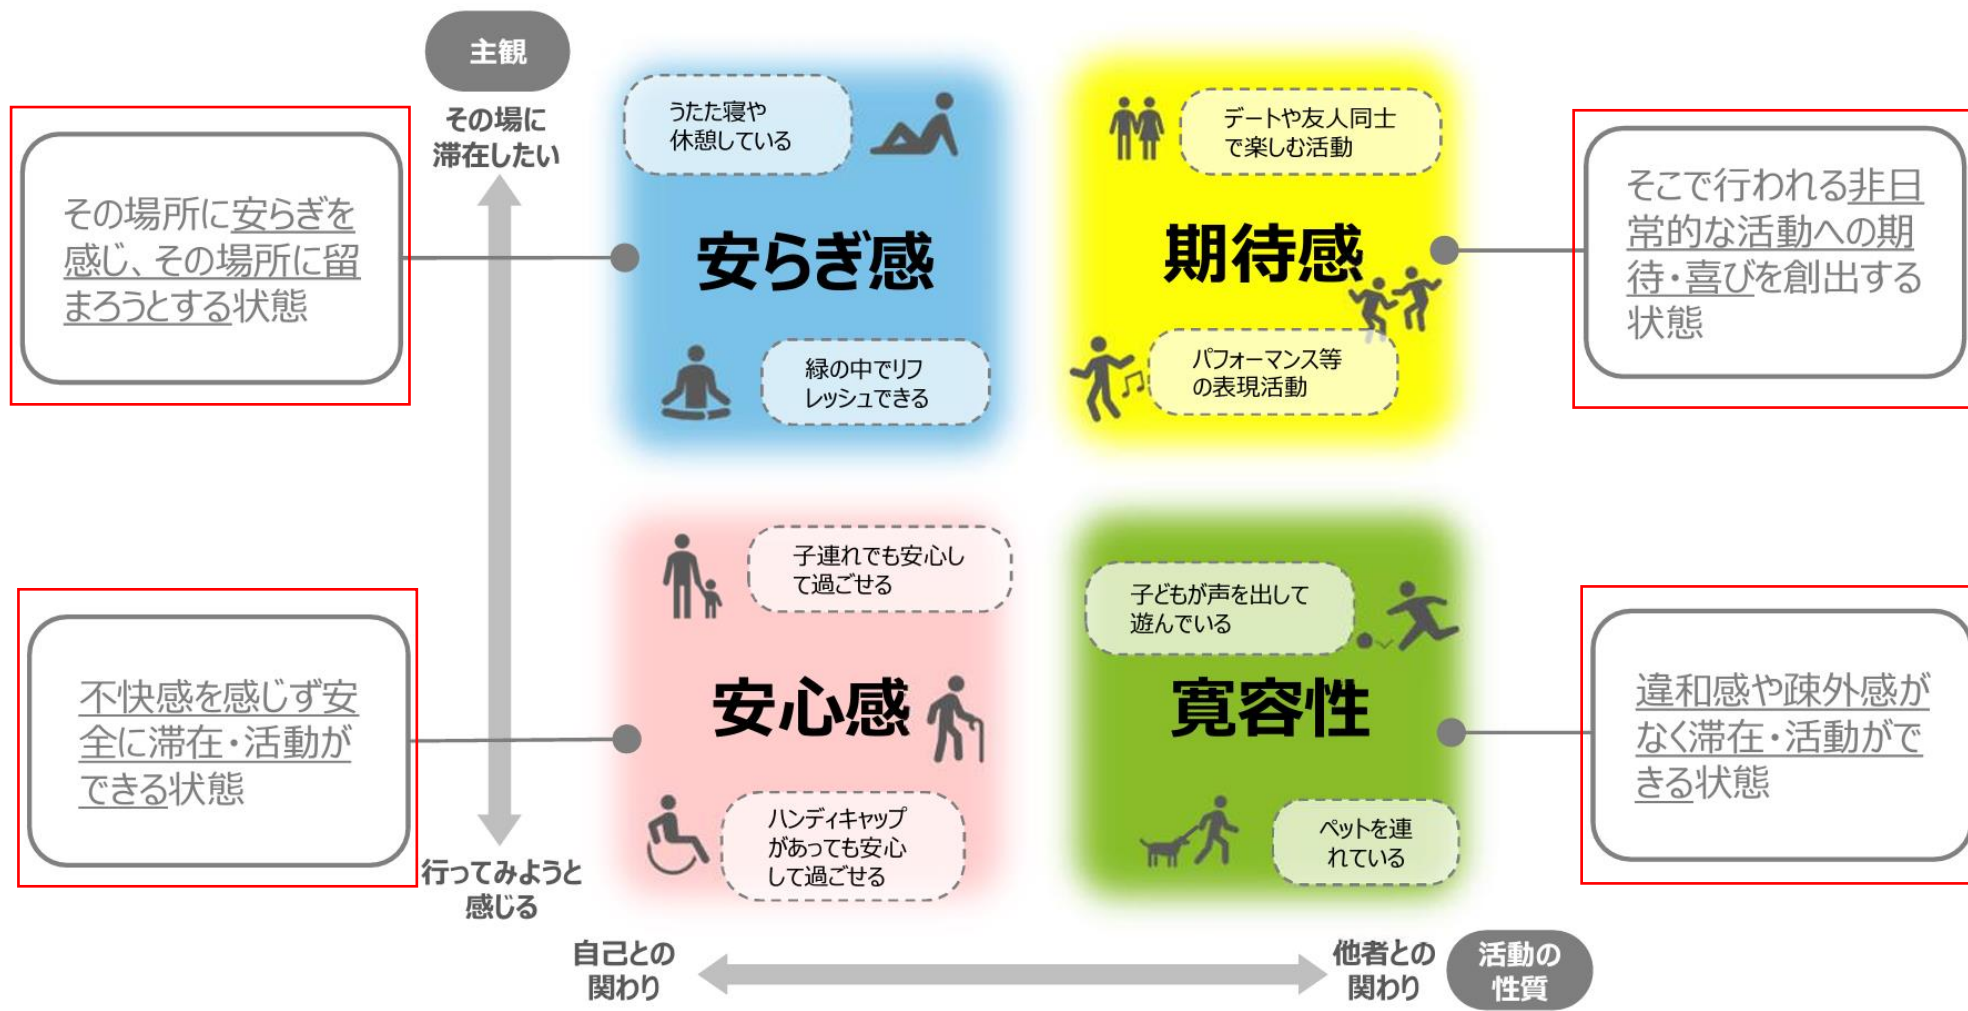 主観
その場に
滞在したい
その場所に安らぎを
感じ、その場所に留
まろうとする状態
うたた寝や
休憩している
安らぎ感
緑の中でリフ
レッシュできる
デートや友人同士
で楽しむ活動
期待感
パフォーマンス等
の表現活動
そこで行われる非日
常的な活動への期
待・喜びを創出する
状態
不快感を感じず安
全に滞在・活動が
できる状態
子連れでも安心し
て過ごせる
安心感
ハンディキャップ
があっても安心
して過ごせる
子どもが声を出して
遊んでいる
寛容性
ペットを連
れている
違和感や疎外感が
なく滞在・活動がで
きる状態
行ってみようと
感じる
自己との
関わり
他者との
関わり
活動の
性質